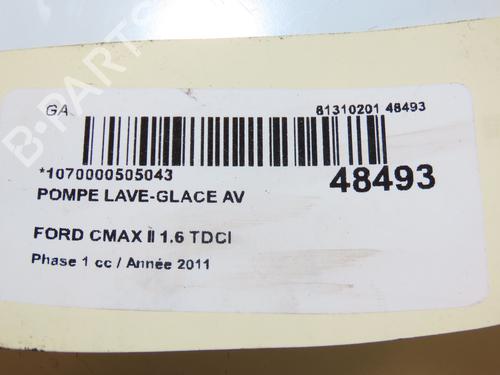 GA
81310201 48493
*1070000505043
48493
POMPE LAVE-GLACE AV
FORD CMAX II 1.6 TDCI
Phase 1 cc / Année 2011
B-PARTS